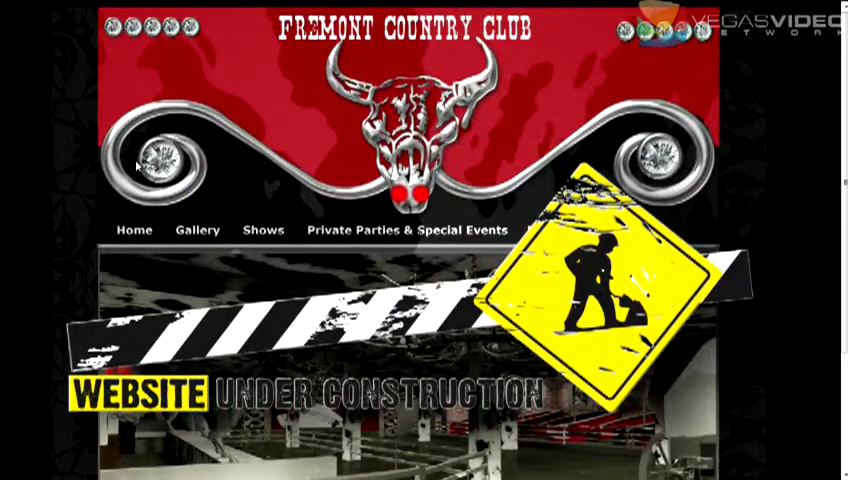 FREMONT COUNTRY CLUB
VEGASVIDEO
NETWORK
Home Gallery Shows Private Parties & Special Events
WEBSITE UNDER CONSTRUCTION